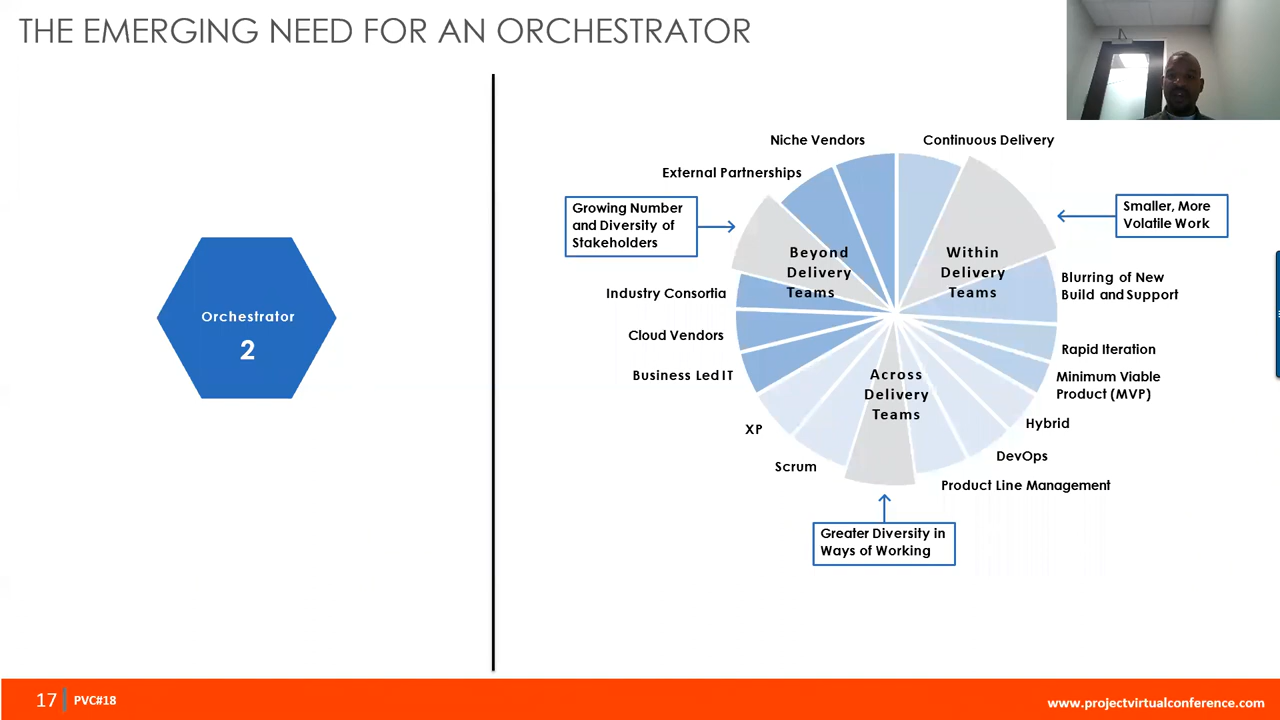 THE EMERGING NEED FOR AN ORCHESTRATOR
Orchestrator
2
Niche Vendors
Continuous Delivery
External Partnerships
Growing Number
and Diversity of
Stakeholders
Smaller, More
Volatile Work
Beyond
Delivery
Teams
Within
Delivery
Teams
Blurring of New
Build and Support
Industry Consortia
Cloud Vendors
Rapid Iteration
Business Led IT
Minimum Viable
Product (MVP)
Across
Delivery
Teams
XP
Hybrid
Scrum
DevOps
Product Line Management
Greater Diversity in
Ways of Working
17
PVC#18
www.projectvirtualconference.com